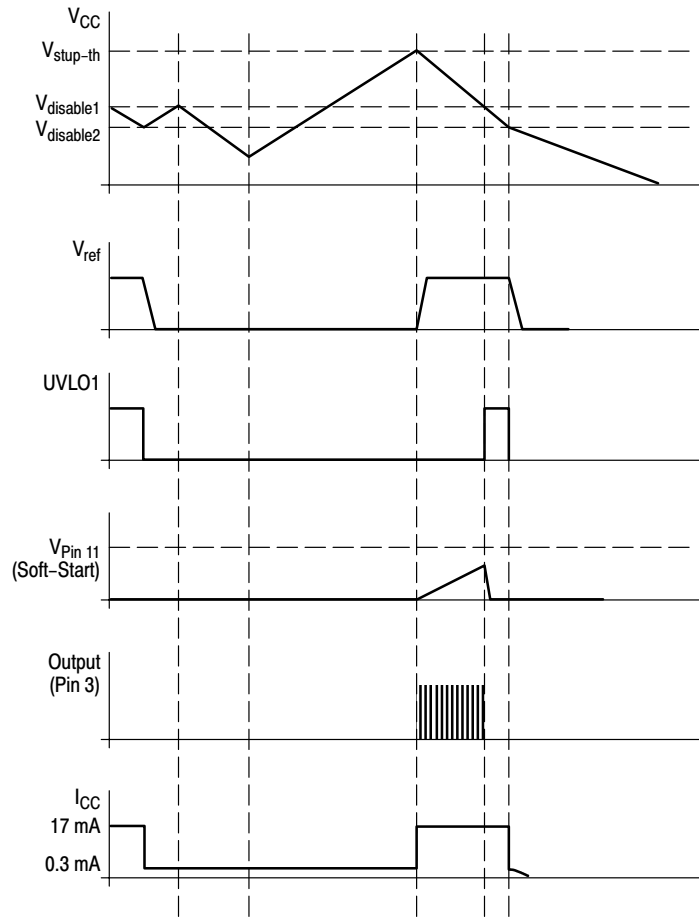 VCC
Vstup–th
Vdisable1
Vdisable2
Vref
UVLO1
VPin 11
(Soft–Start)
Output
(Pin 3)
ICC
17 mA
0.3 mA